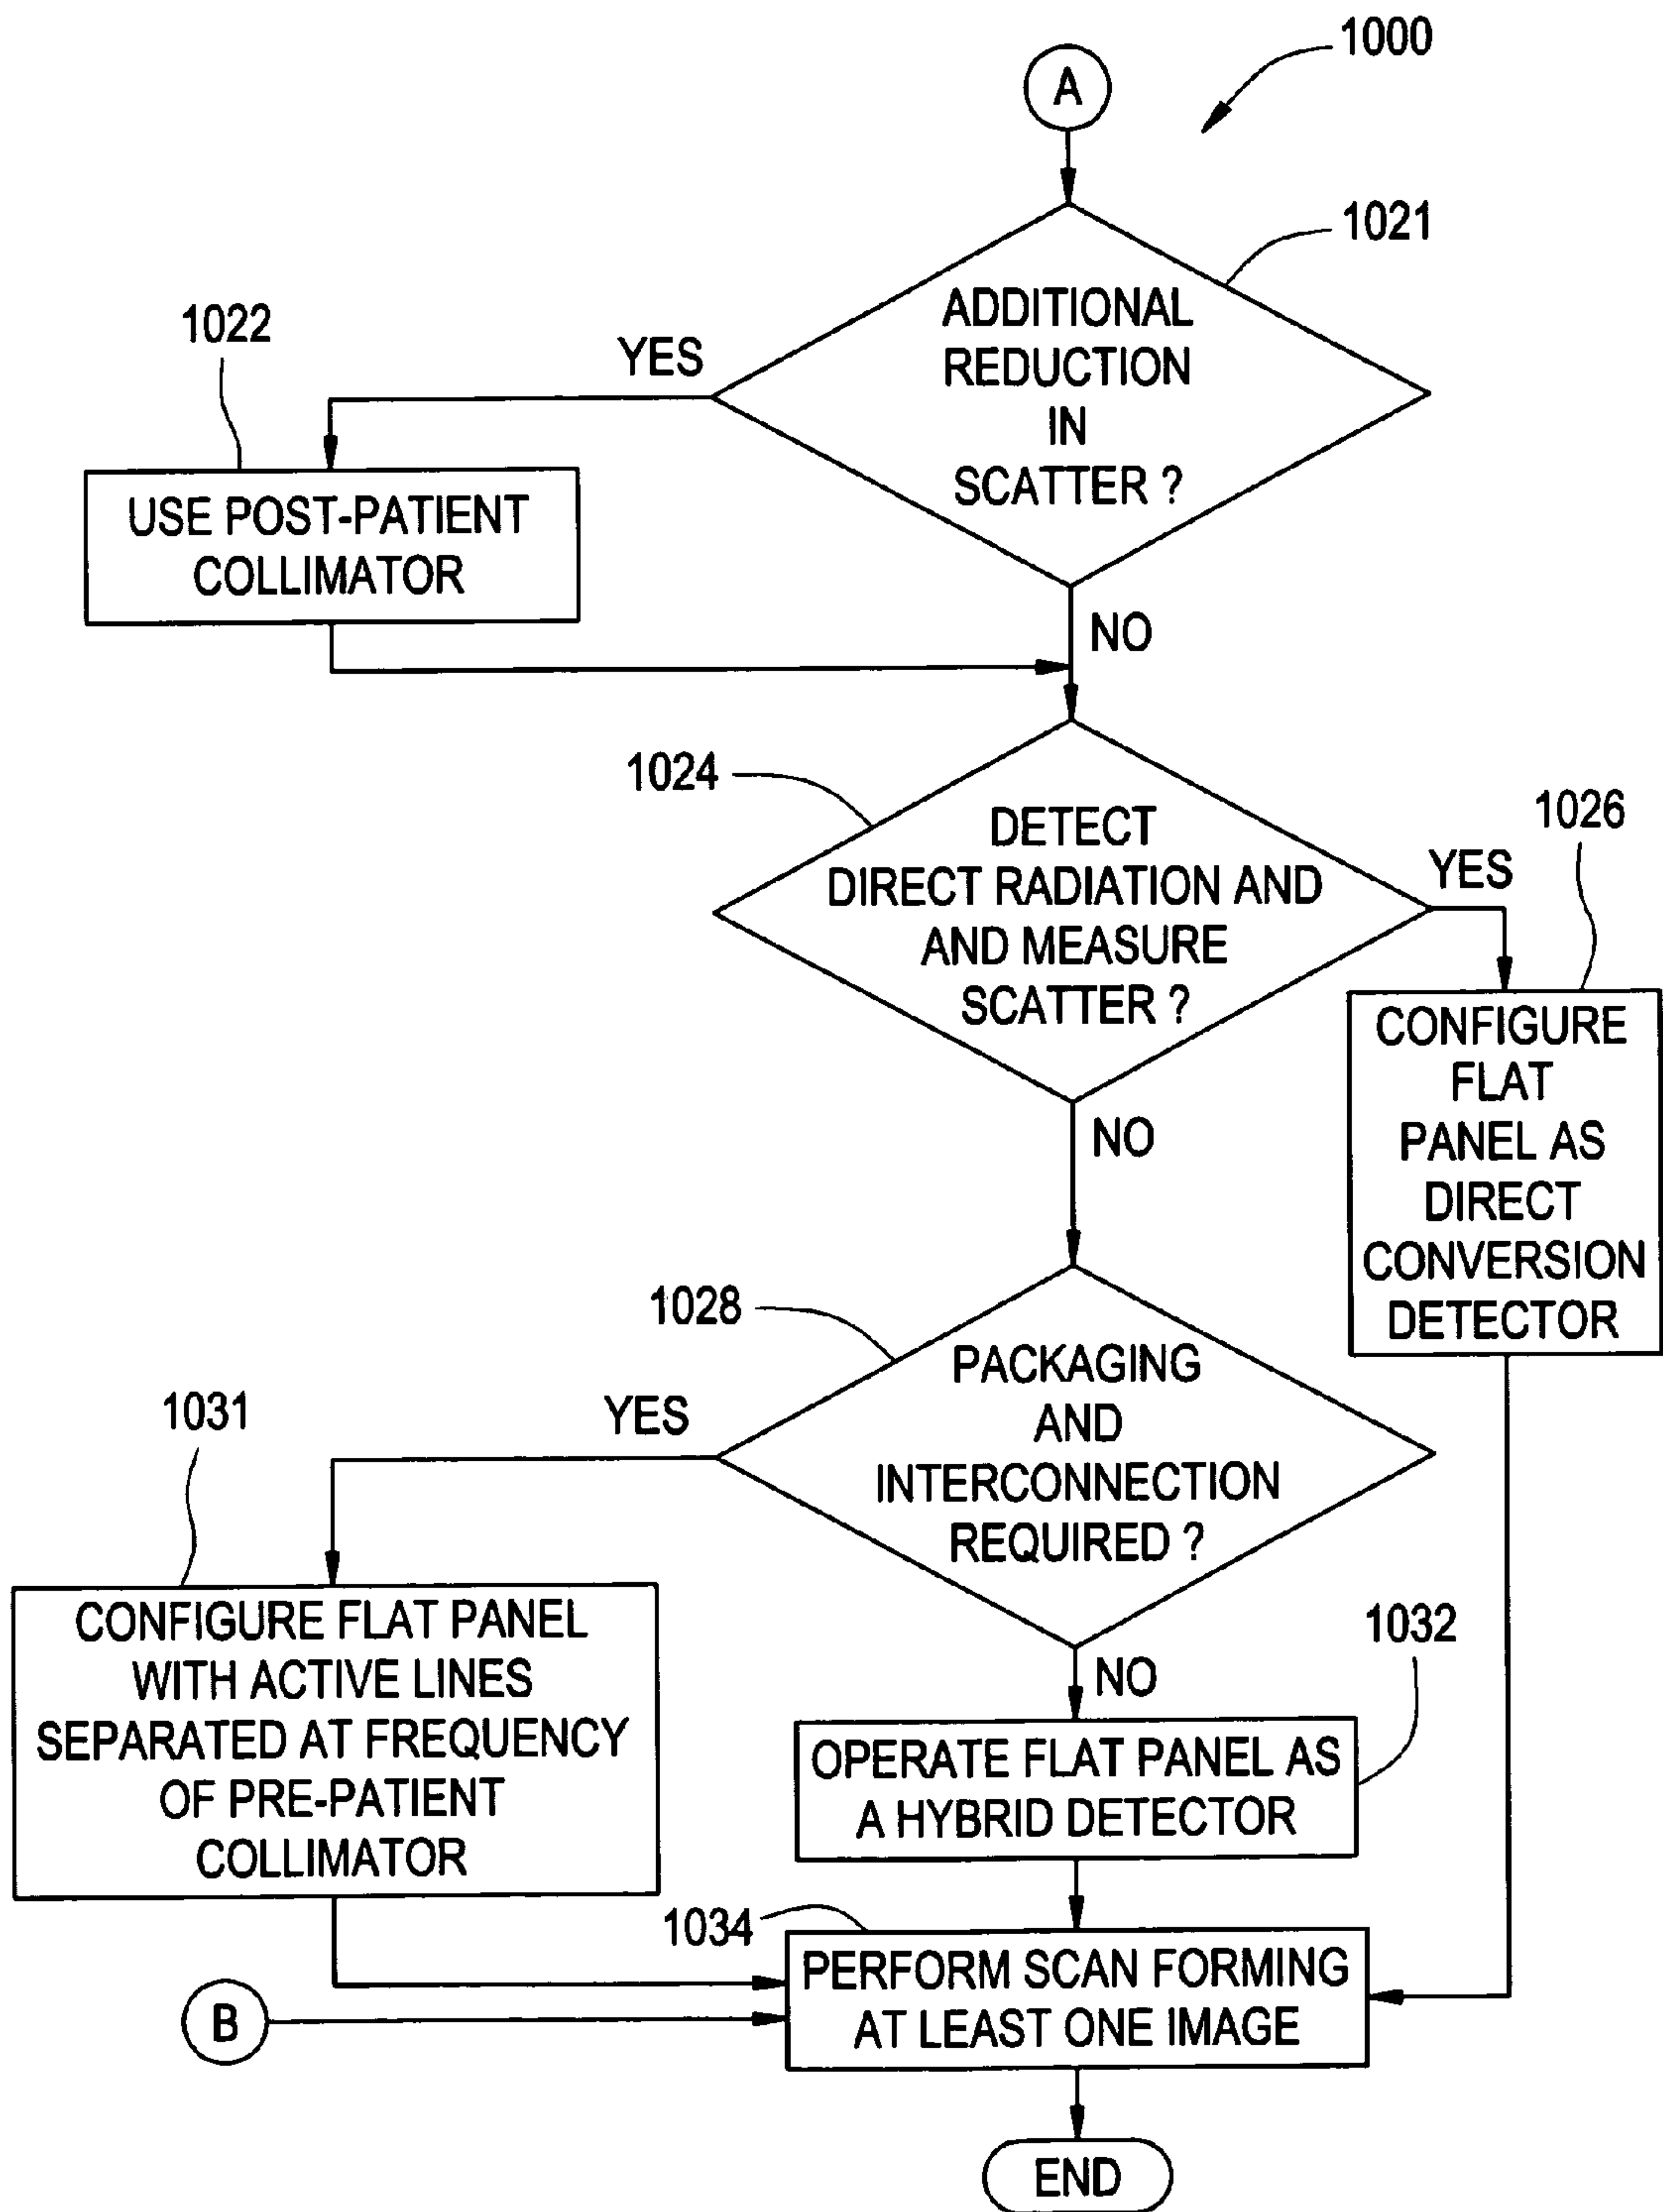 1000
A
1021
ADDITIONAL
REDUCTION
IN
SCATTER ?
YES
1022
USE POST-PATIENT
COLLIMATOR
NO
1024
DETECT
DIRECT RADIATION AND
AND MEASURE
SCATTER ?
YES
1026
CONFIGURE
FLAT
PANEL AS
DIRECT
CONVERSION
DETECTOR
NO
1028
PACKAGING
AND
INTERCONNECTION
REQUIRED ?
YES
1031
CONFIGURE FLAT PANEL
WITH ACTIVE LINES
SEPARATED AT FREQUENCY
OF PRE-PATIENT
COLLIMATOR
NO
1032
OPERATE FLAT PANEL AS
A HYBRID DETECTOR
1034
PERFORM SCAN FORMING
AT LEAST ONE IMAGE
B
END